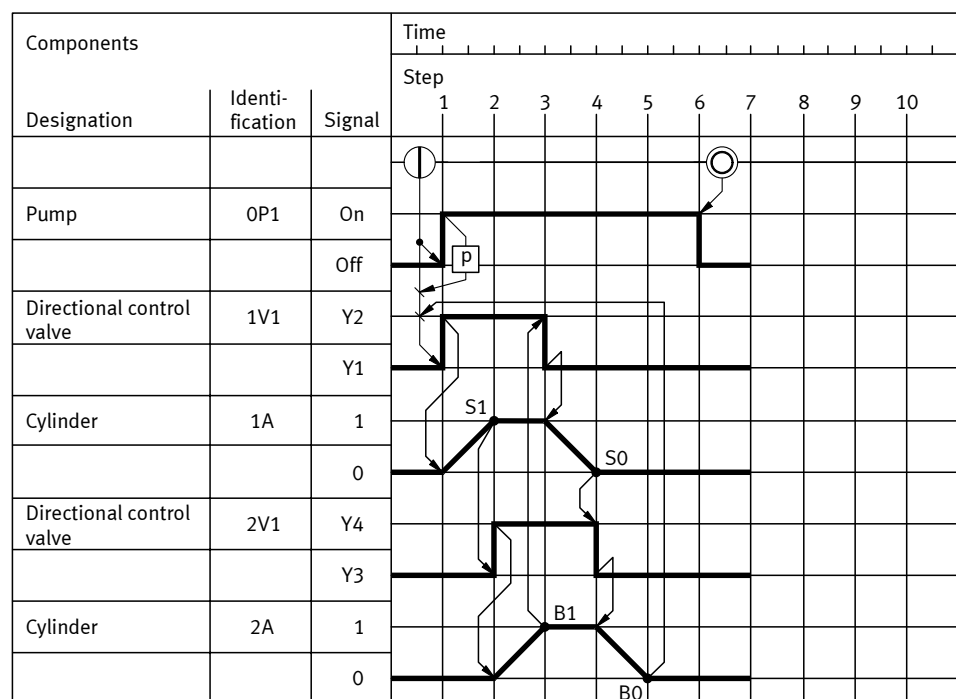 Components
Time
Step
1 2 3 4 5 6 7 8 9 10
Designation
Identi-
fication
Signal
Pump 0P1 On
p
Off
Directional control
valve
1V1 Y2
Y1
S1
Cylinder 1A 1
S0
0
Directional control
valve
2V1 Y4
Y3
B1
Cylinder 2A 1
0
B0